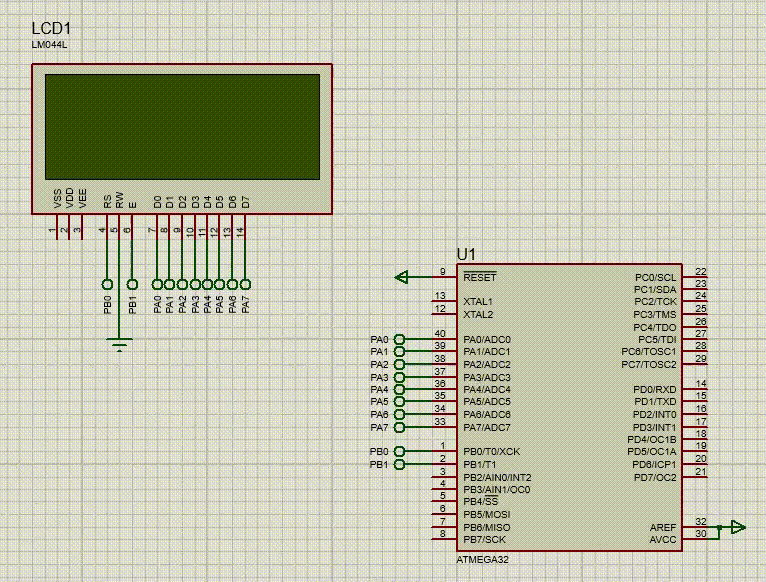 LCD1
LM044L
VSS
VDD
VEE
RS
RW
E
D0
D1
D2
D3
D4
D5
D6
D7
1
2
3
4
5
6
7
8
9
10
11
12
13
14
PB0
PB1
PA0
PA1
PA2
PA3
PA4
PA5
PA6
PA7
U1
9 RESET PC0/SCL 22
PC1/SDA 23
13 XTAL1 PC2/TCK 24
12 XTAL2 PC3/TMS 25
PC4/TDO 26
PA0 40 PA0/ADC0 PC5/TDI 27
PA1 39 PA1/ADC1 PC6/TOSC1 28
PA2 38 PA2/ADC2 PC7/TOSC2 29
PA3 37 PA3/ADC3
PA4 36 PA4/ADC4 PD0/RXD 14
PA5 35 PA5/ADC5 PD1/TXD 15
PA6 34 PA6/ADC6 PD2/INT0 16
PA7 33 PA7/ADC7 PD3/INT1 17
PD4/OC1B 18
PB0 1 PB0/T0/XCK PD5/OC1A 19
PB1 2 PB1/T1 PD6/ICP1 20
3 PB2/AIN0/INT2 PD7/OC2 21
4 PB3/AIN1/OC0
5 PB4/SS
6 PB5/MOSI
7 PB6/MISO AREF 32
8 PB7/SCK AVCC 30
ATMEGA32